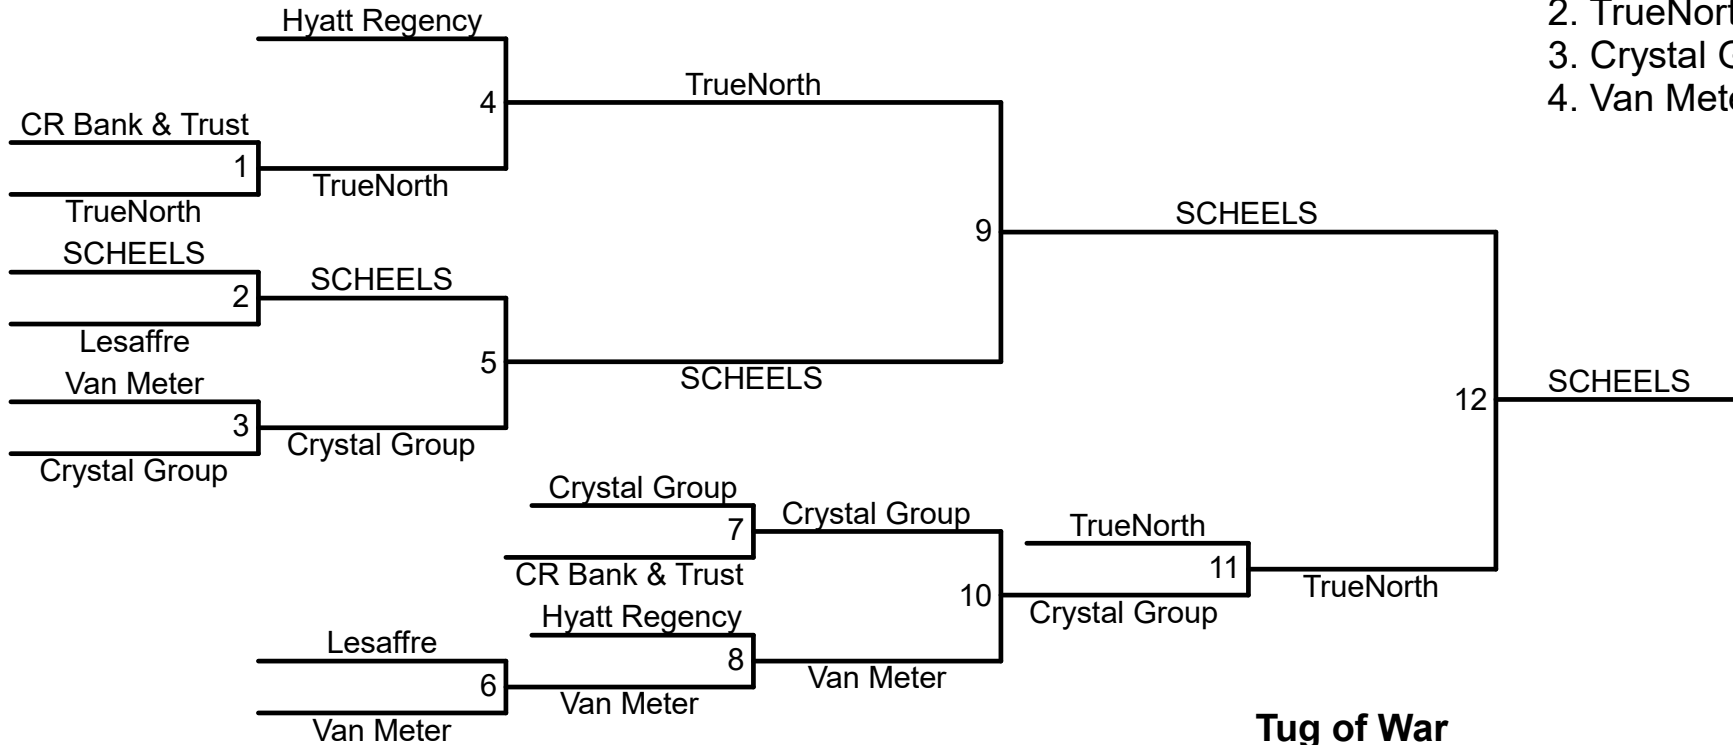 Hyatt Regency
2. TrueNort
3. Crystal
4. Van Met
4
TrueNorth
CR Bank & Trust
1
TrueNorth
TrueNorth
SCHEELS
9
SCHEELS
SCHEELS
2
SCHEELS
Lesaffre
5
SCHEELS
Van Meter
3
Crystal Group
Crystal Group
12
SCHEELS
Crystal Group
7
Crystal Group
CR Bank & Trust
TrueNorth
11
TrueNorth
10
Crystal Group
Hyatt Regency
8
Van Meter
Lesaffre
6
Van Meter
Van Meter
Tug of War